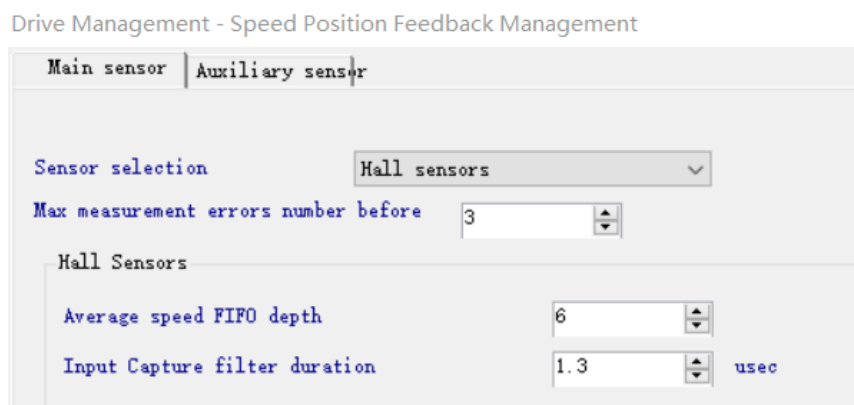 Drive Management - Speed Position Feedback Management
Main sensor Auxiliary sensor
Sensor selection Hall sensors
Max measurement errors number before 3
Hall Sensors
Average speed FIFO depth 6
Input Capture filter duration 1.3 usec